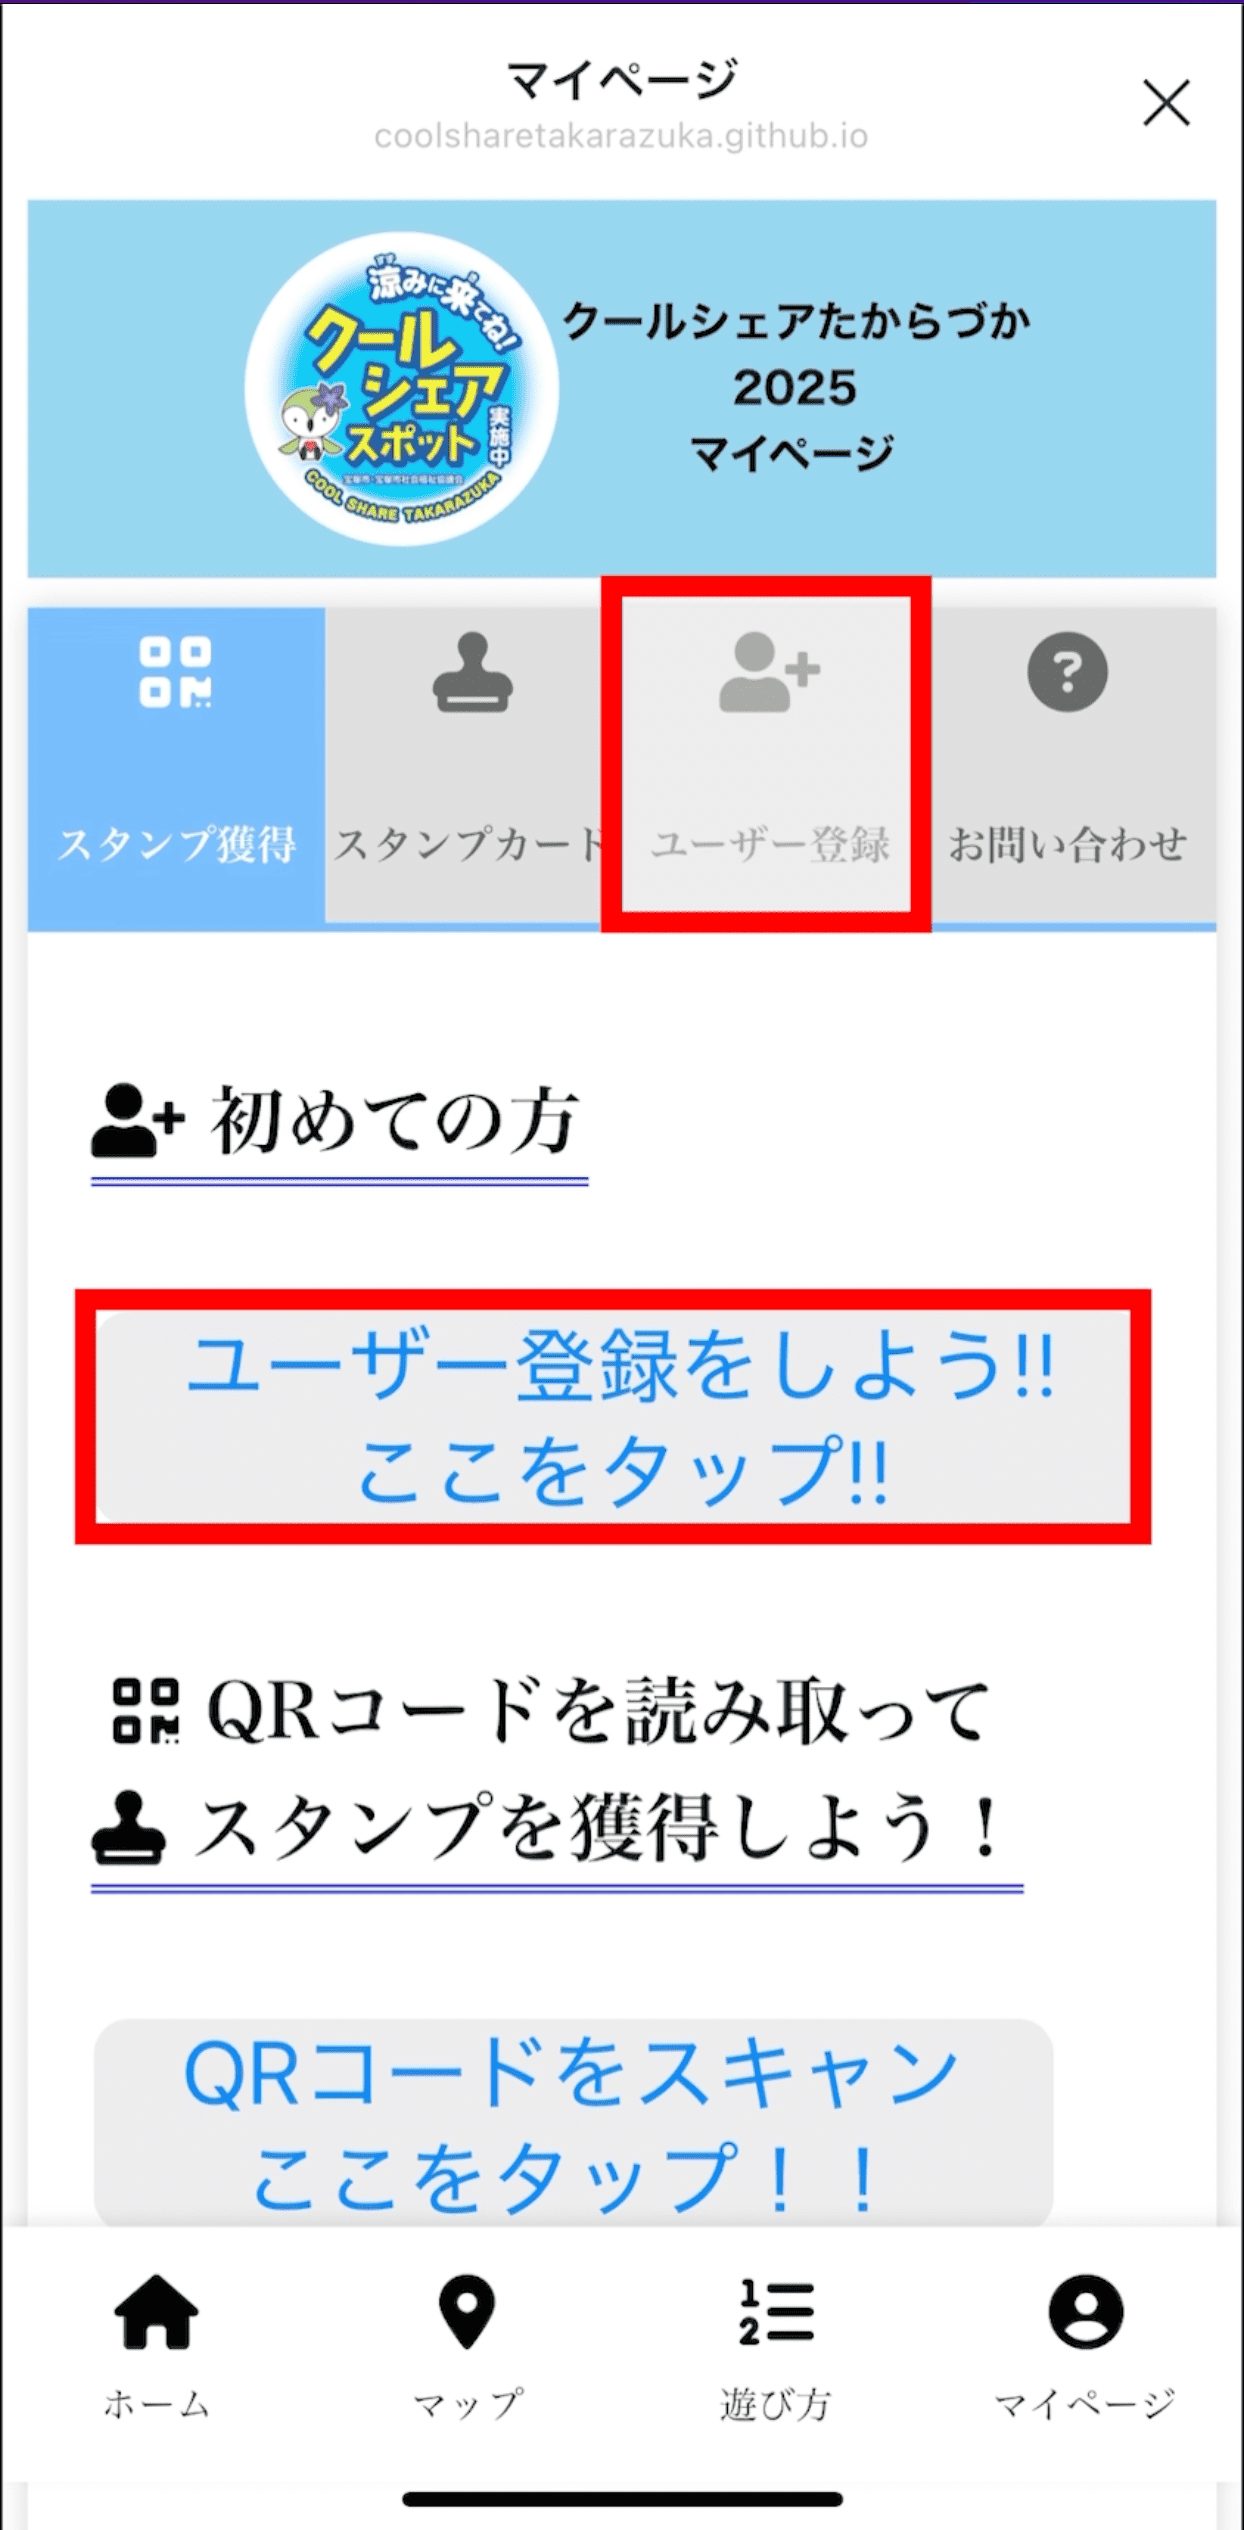 マイページ
coolsharetakarazuka.github.io
涼みに来てね!
クール
シェア
スポット
実施中
宝塚市・宝塚市社会福祉協議会
COOL SHARE TAKARAZUKA
クールシェアたからづか
2025
マイページ
スタンプ獲得
スタンプカード
ユーザー登録
お問い合わせ
初めての方
ユーザー登録をしよう!!
ここをタップ!!
QRコードを読み取って
スタンプを獲得しよう！
QRコードをスキャン
ここをタップ！！
ホーム
マップ
遊び方
マイページ